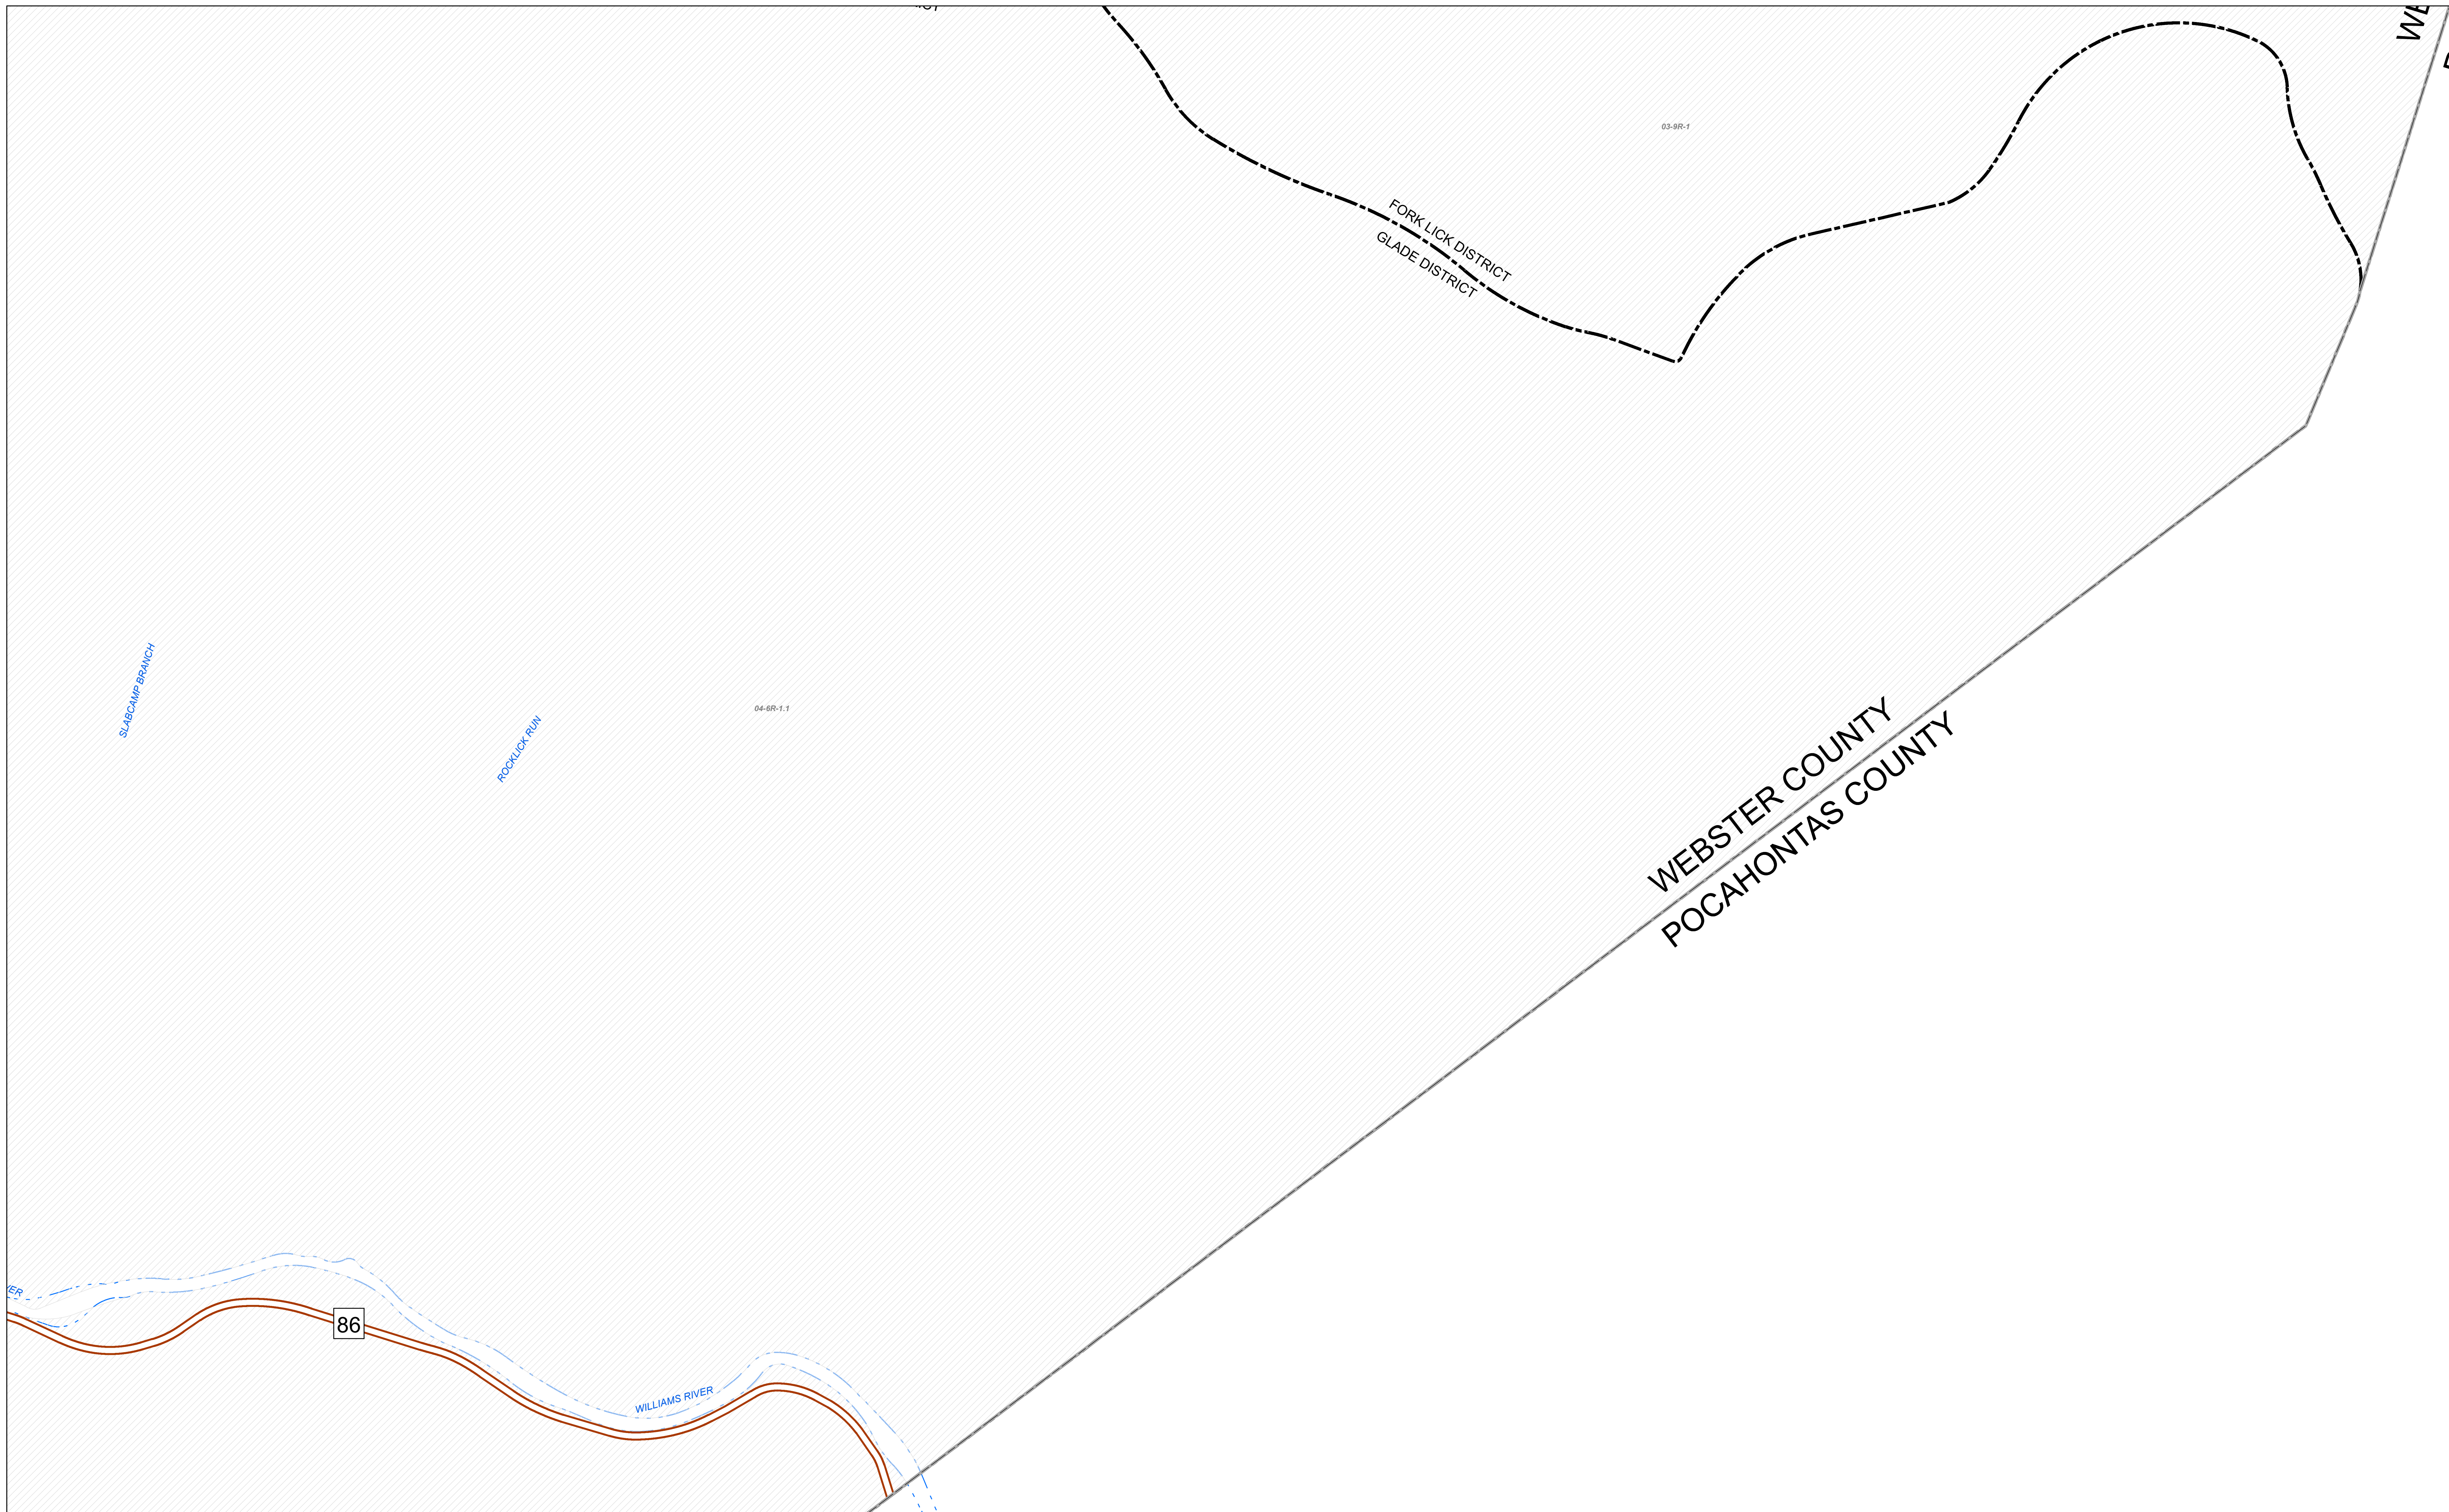 03-9R-1
FORK LICK DISTRICT
GLADE DISTRICT
SLABCAMP BRANCH
ROCKLICK RUN
04-6R-1.1
WEBSTER COUNTY
POCAHONTAS COUNTY
86
WILLIAMS RIVER